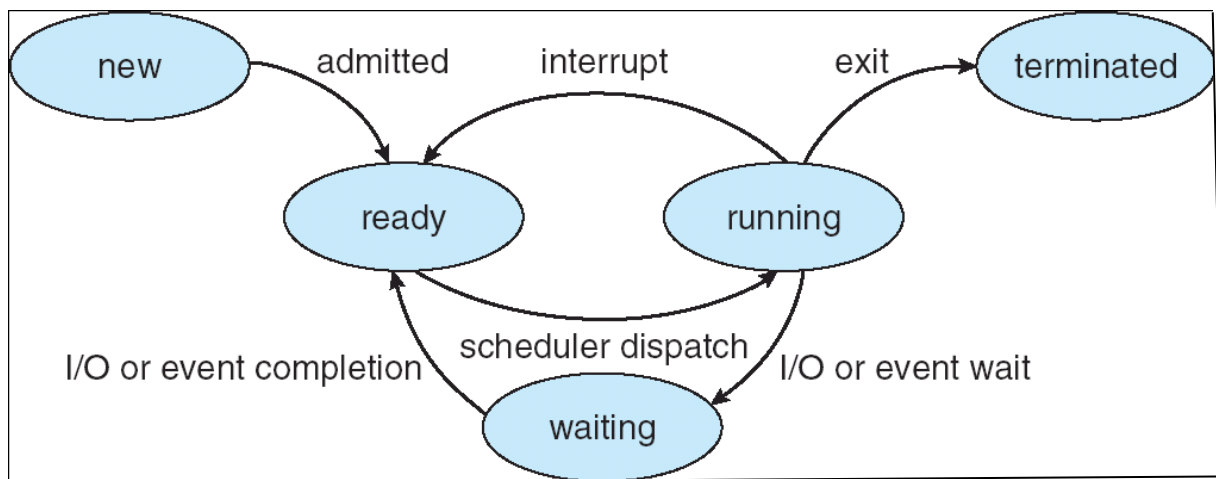 new
admitted
interrupt
exit
terminated
ready
running
scheduler dispatch
I/O or event completion
I/O or event wait
waiting